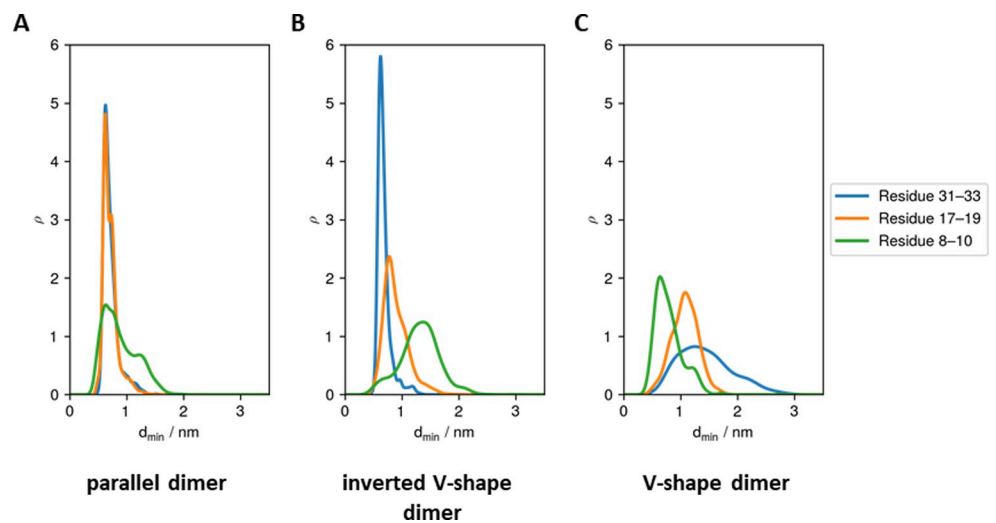 A
6
5
4
3
2
1
0
ρ
0 1 2 3
d_min / nm
parallel dimer
B
6
5
4
3
2
1
0
ρ
0 1 2 3
d_min / nm
inverted V-shape
dimer
C
6
5
4
3
2
1
0
ρ
0 1 2 3
d_min / nm
V-shape dimer
Residue 31–33
Residue 17–19
Residue 8–10